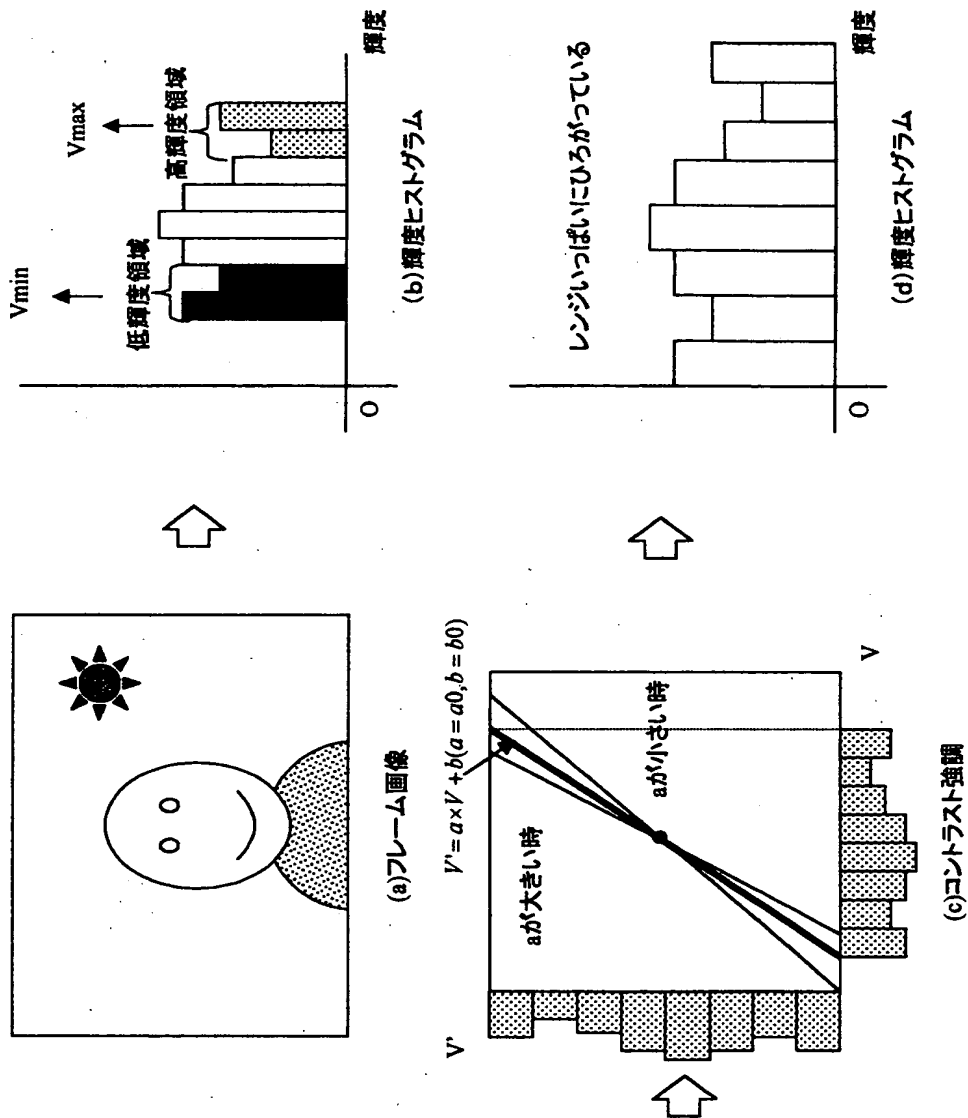 (a)フレーム画像
Vmin
Vmax
低輝度領域
高輝度領域
O
輝度
(b)輝度ヒストグラム
V'
V'= a×V + b(a = a0,b = b0)
aが大きい時
aが小さい時
V
(c)コントラスト強調
レンジいっぱいにひろがっている
O
輝度
(d)輝度ヒストグラム